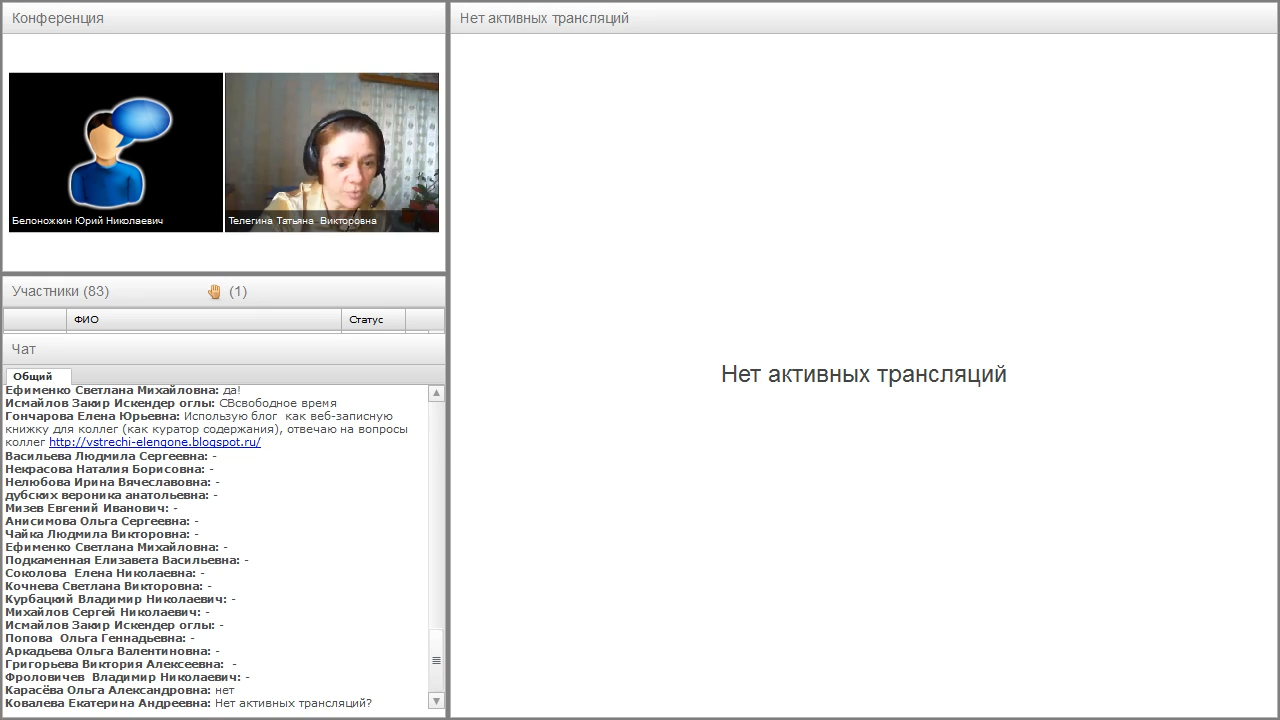 Конференция
Нет активных трансляций
Белоножкин Юрий Николаевич
Телегина Татьяна Викторовна
Участники (83)
(1)
ФИО
Статус
Чат
Общий
Ефименко Светлана Михайловна: да!
Исмайлов Закир Искендер оглы: СВсвободное время
Гончарова Елена Юрьевна: Использую блог как веб-записную
книжку для коллег (как куратор содержания), отвечаю на вопросы
коллег http://vstrechi-elengone.blogspot.ru/
Васильева Людмила Сергеевна: -
Некрасова Наталия Борисовна: -
Нелюбова Ирина Вячеславовна: -
дубских вероника анатольевна: -
Мизев Евгений Иванович: -
Анисимова Ольга Сергеевна: -
Чайка Людмила Викторовна: -
Ефименко Светлана Михайловна: -
Подкаменная Елизавета Васильевна: -
Соколова Елена Николаевна: -
Кочнева Светлана Викторовна: -
Курбацкий Владимир Николаевич: -
Михайлов Сергей Николаевич: -
Исмайлов Закир Искендер оглы: -
Попова Ольга Геннадьевна: -
Аркадьева Ольга Валентиновна: -
Григорьева Виктория Алексеевна: -
Фроловичев Владимир Николаевич: -
Карасёва Ольга Александровна: нет
Ковалева Екатерина Андреевна: Нет активных трансляций?
Нет активных трансляций